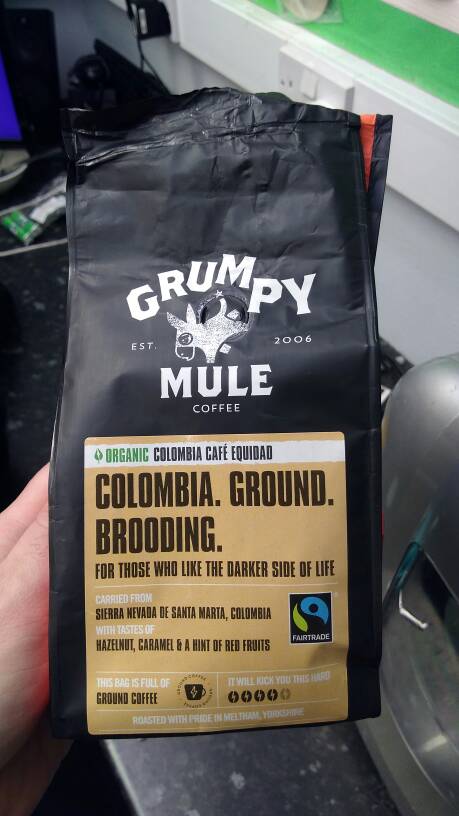 GRUMPY
EST. 2006
MULE
COFFEE
ORGANIC COLOMBIA CAFÉ EQUIDAD
COLOMBIA. GROUND.
BROODING.
FOR THOSE WHO LIKE THE DARKER SIDE OF LIFE
CARRIED FROM
SIERRA NEVADA DE SANTA MARTA, COLOMBIA
WITH TASTES OF
HAZELNUT, CARAMEL & A HINT OF RED FRUITS
FAIRTRADE
THIS BAG IS FULL OF
GROUND COFFEE
IT WILL KICK YOU THIS HARD
ROASTED WITH PRIDE IN MELTHAM, YORKSHIRE